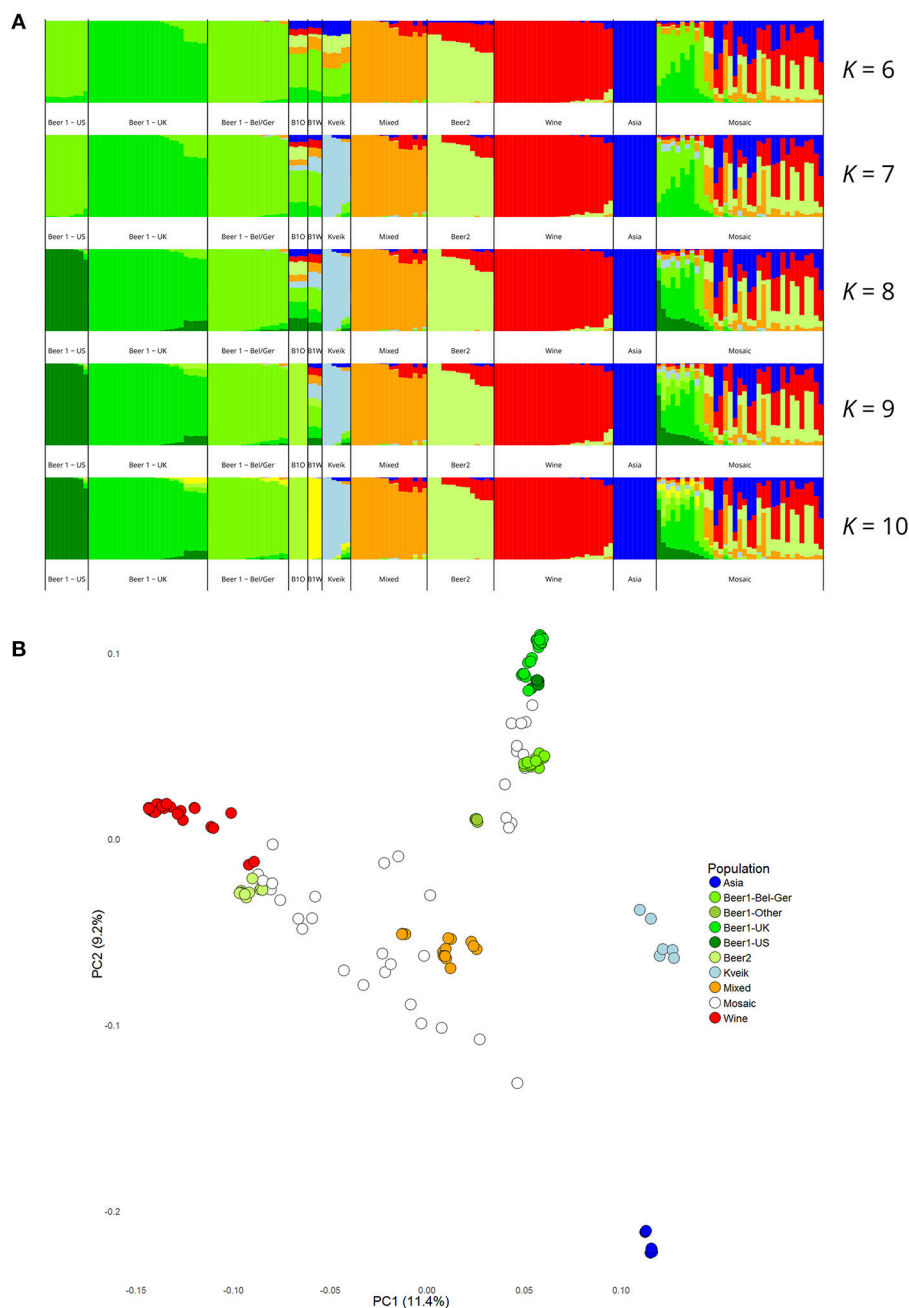 A
K = 6
Beer 1 – US Beer 1 – UK Beer 1 – Bel/Ger B1O B1W Kveik Mixed Beer2 Wine Asia Mosaic
K = 7
Beer 1 – US Beer 1 – UK Beer 1 – Bel/Ger B1O B1W Kveik Mixed Beer2 Wine Asia Mosaic
K = 8
Beer 1 – US Beer 1 – UK Beer 1 – Bel/Ger B1O B1W Kveik Mixed Beer2 Wine Asia Mosaic
K = 9
Beer 1 – US Beer 1 – UK Beer 1 – Bel/Ger B1O B1W Kveik Mixed Beer2 Wine Asia Mosaic
K = 10
Beer 1 – US Beer 1 – UK Beer 1 – Bel/Ger B1O B1W Kveik Mixed Beer2 Wine Asia Mosaic
B
0.1
0.0
-0.1
-0.2
PC2 (9.2%)
Population
Asia
Beer1-Bel-Ger
Beer1-Other
Beer1-UK
Beer1-US
Beer2
Kveik
Mixed
Mosaic
Wine
-0.15 -0.10 -0.05 0.00 0.05 0.10
PC1 (11.4%)